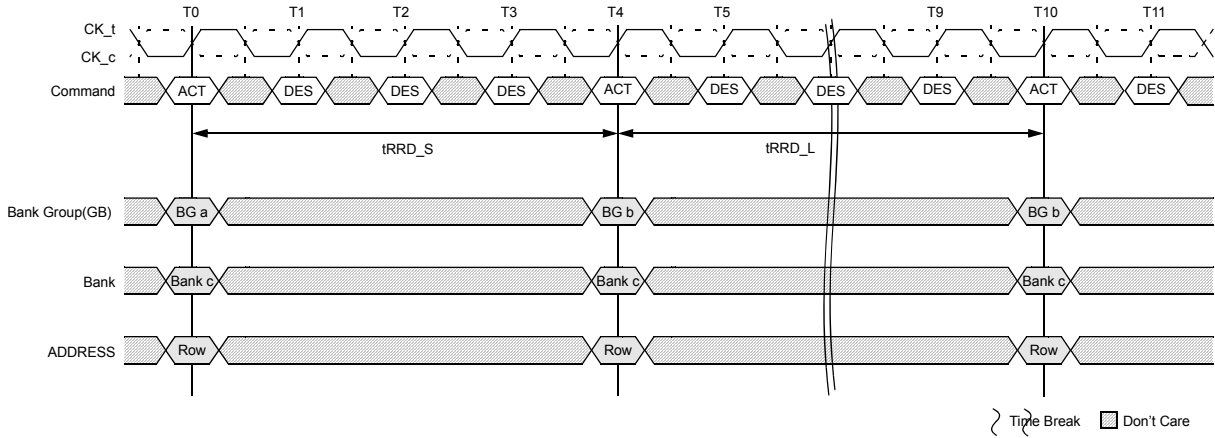 T0 T1 T2 T3 T4 T5 T9 T10 T11
CK_t
CK_c
Command ACT DES DES DES ACT DES DES DES ACT DES
tRRD_S tRRD_L
Bank Group(GB) BG a BG b BG b
Bank Bank c Bank c Bank c
ADDRESS Row Row Row
Time Break Don't Care